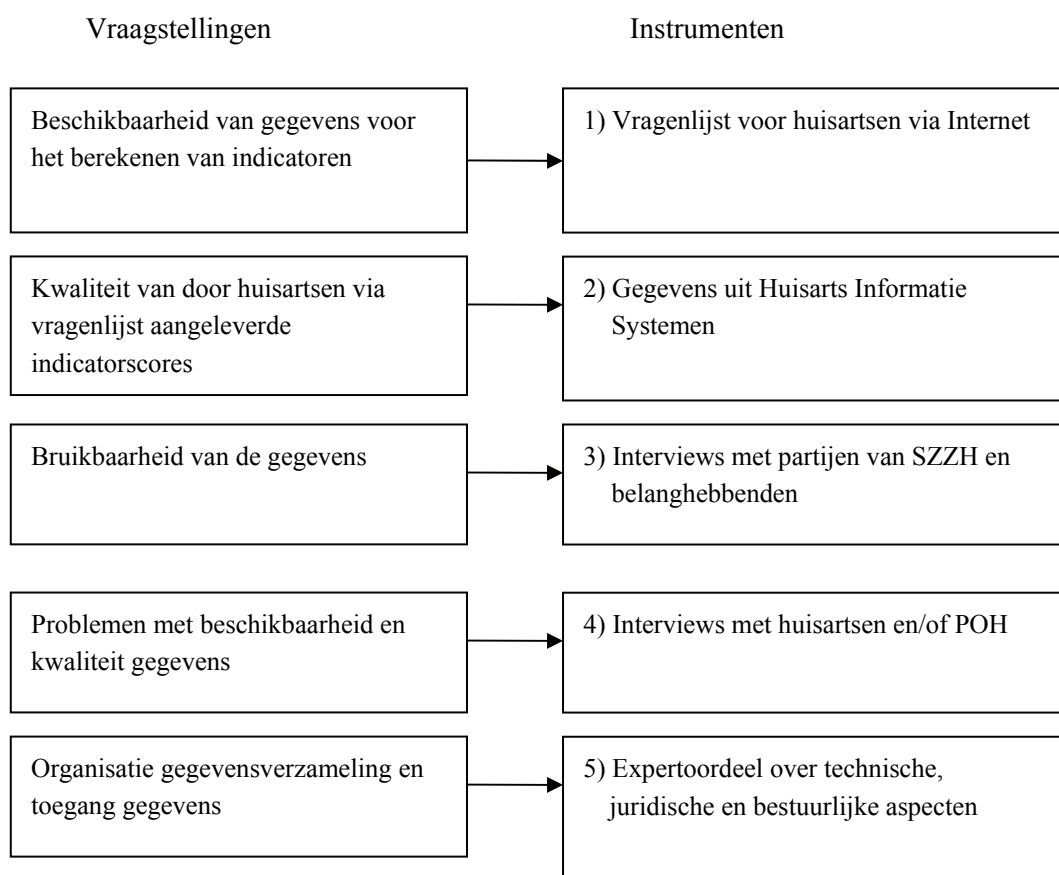 Vraagstellingen
Instrumenten
Beschikbaarheid van gegevens voor
het berekenen van indicatoren
1) Vragenlijst voor huisartsen via Internet
Kwaliteit van door huisartsen via
vragenlijst aangeleverde
indicatorscores
2) Gegevens uit Huisarts Informatie
Systemen
Bruikbaarheid van de gegevens
3) Interviews met partijen van SZZH en
belanghebbenden
Problemen met beschikbaarheid en
kwaliteit gegevens
4) Interviews met huisartsen en/of POH
Organisatie gegevensverzameling en
toegang gegevens
5) Expertoordeel over technische,
juridische en bestuurlijke aspecten